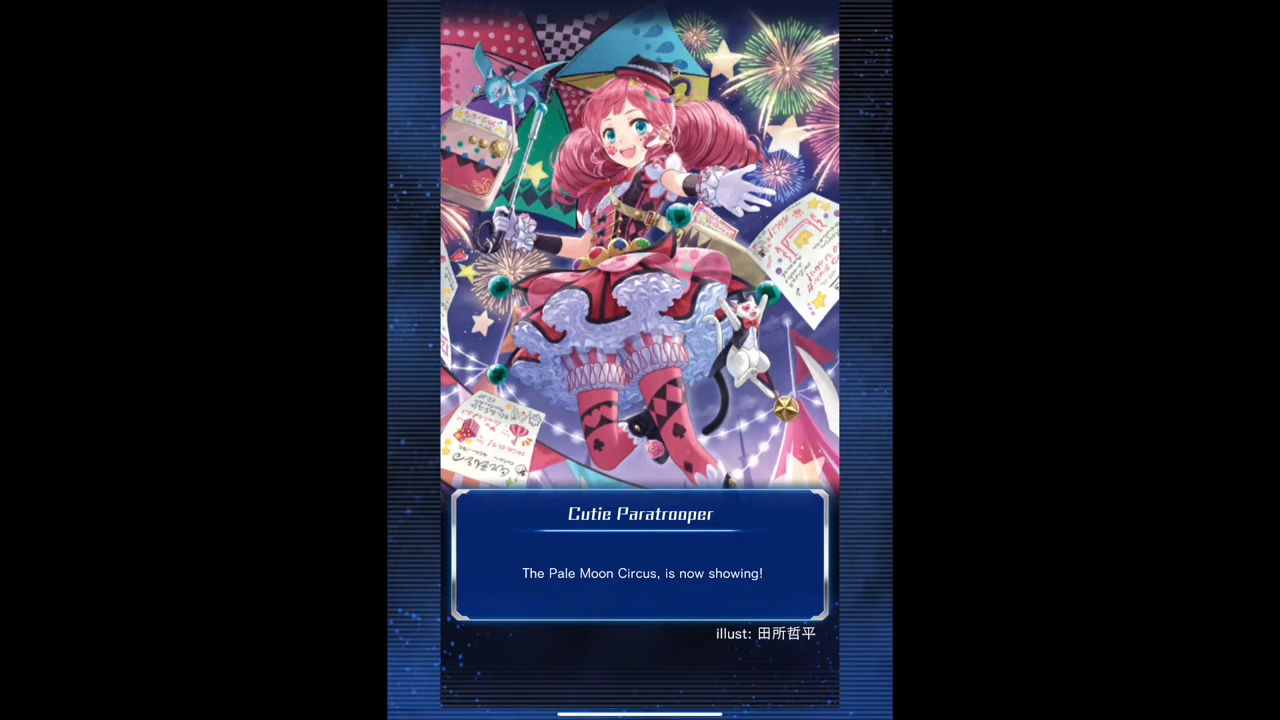 Cutie Paratrooper
The Pale Moon Circus, is now showing!
illust: 田所哲平